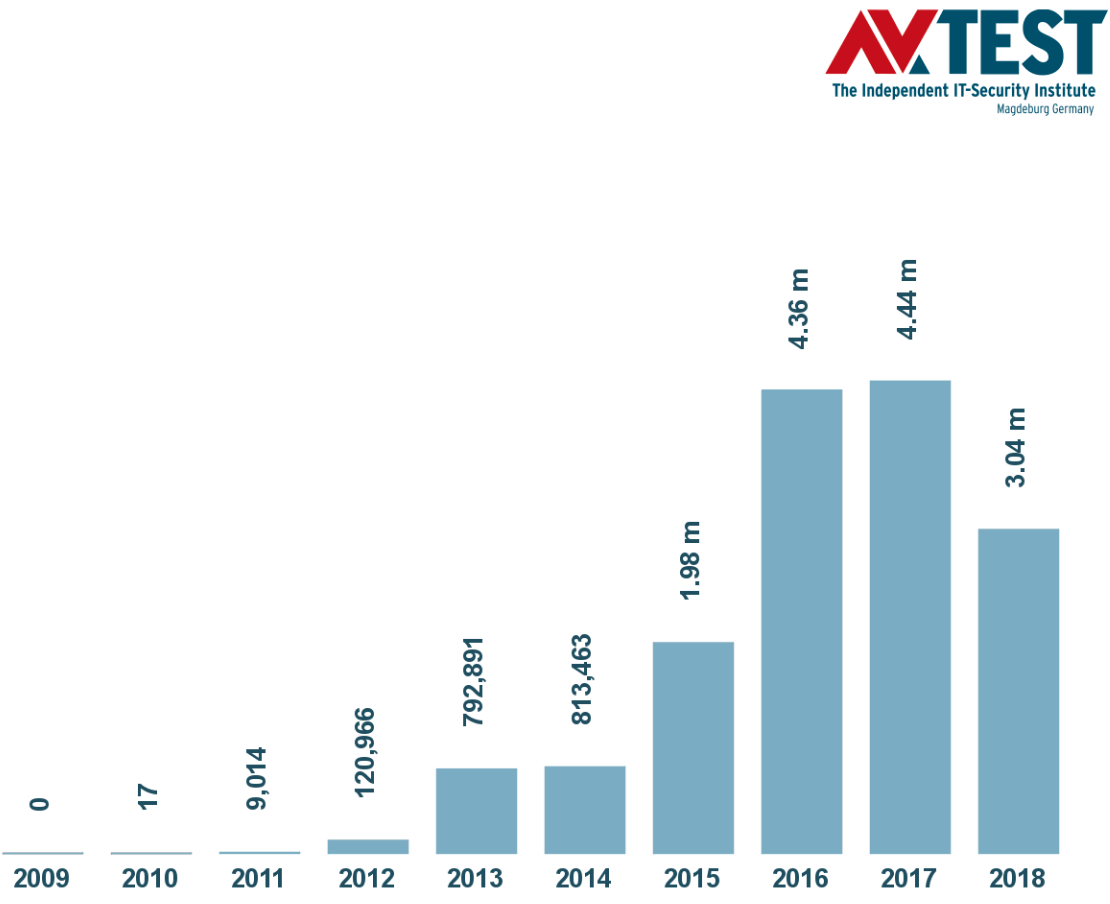 AV TEST
The Independent IT-Security Institute
Magdeburg Germany
0
17
9,014
120,966
792,891
813,463
1.98 m
4.36 m
4.44 m
3.04 m
2009 2010 2011 2012 2013 2014 2015 2016 2017 2018